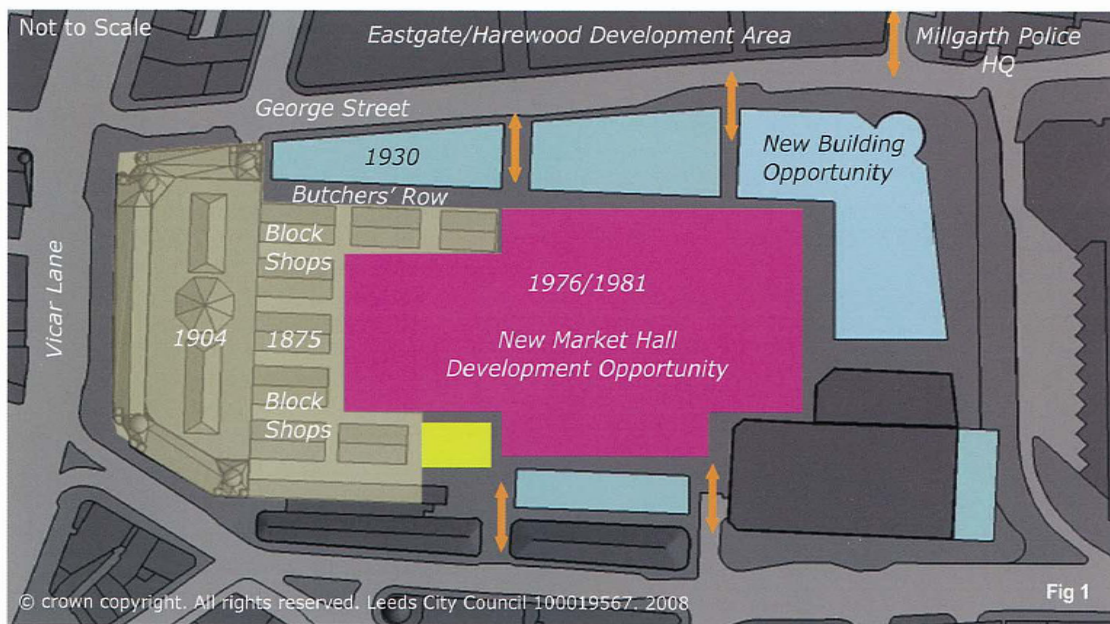 Not to Scale
Eastgate/Harewood Development Area
Millgarth Police
HQ
George Street
1930
New Building
Opportunity
Butchers' Row
Block
Shops
Vicar Lane
1976/1981
1904
1875
New Market Hall
Development Opportunity
Block
Shops
© crown copyright. All rights reserved. Leeds City Council 100019567. 2008
Fig 1